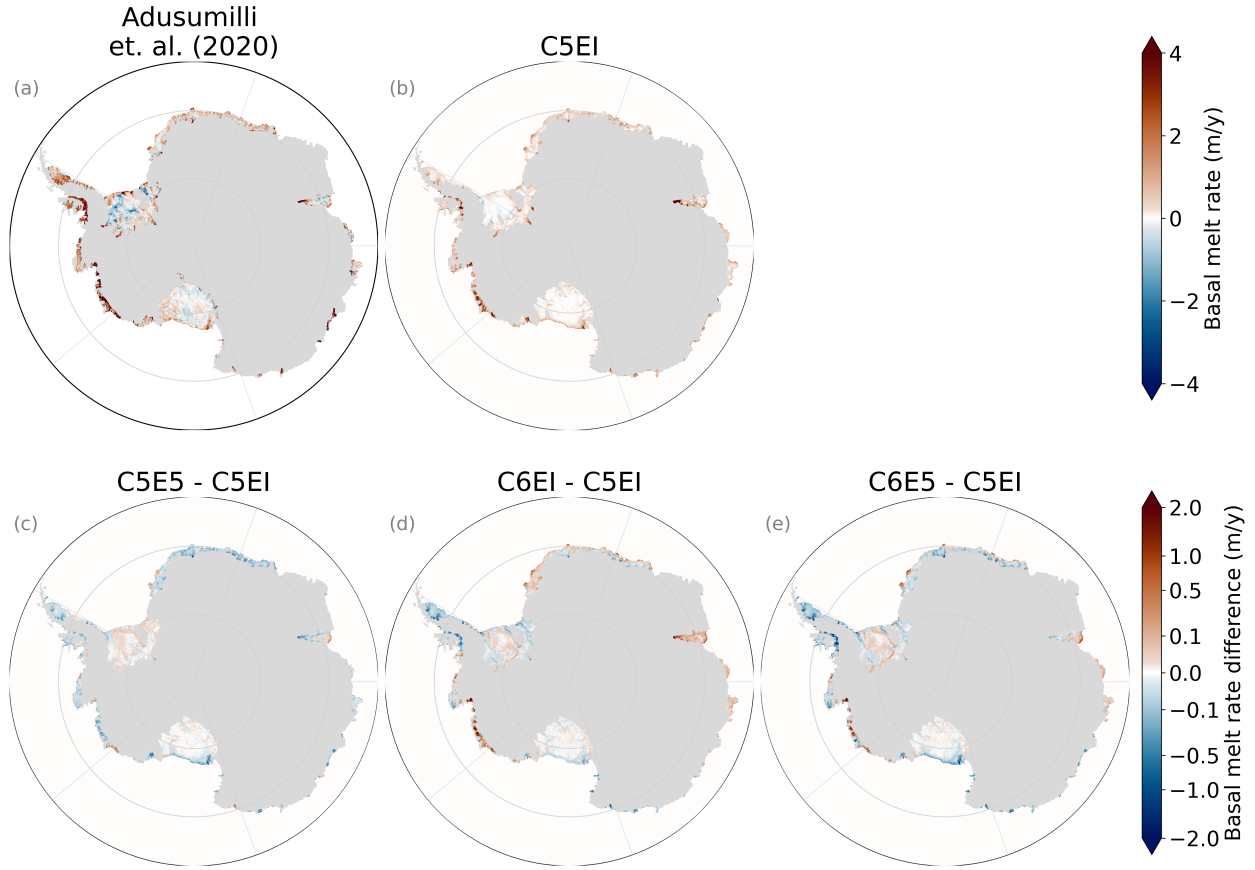 Adusumilli
et. al. (2020)
C5EI
(a)
(b)
4
2
0
−2
−4
Basal melt rate (m/y)
C5E5 - C5EI
C6EI - C5EI
C6E5 - C5EI
(c)
(d)
(e)
2.0
1.0
0.5
0.1
0.0
−0.1
−0.5
−1.0
−2.0
Basal melt rate difference (m/y)